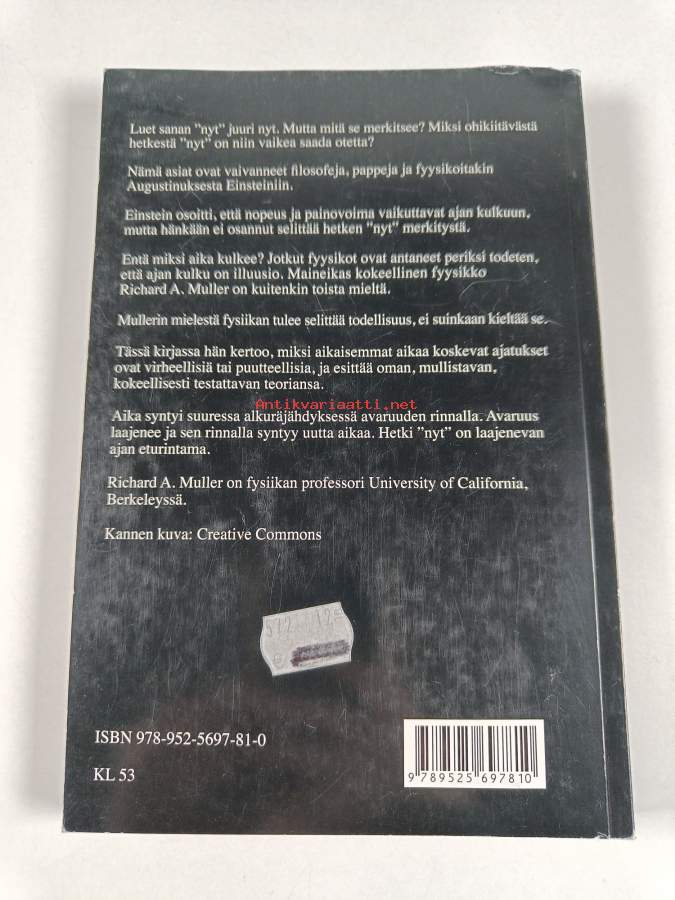 Luet sanan ”nyt” juuri nyt. Mutta mitä se merkitsee? Miksi ohikiitävästä
hetkestä ”nyt” on niin vaikea saada otetta?
Nämä asiat ovat vaivanneet filosofeja, pappeja ja fyysikoitakin
Augustinuksesta Einsteiniin.
Einstein osoitti, että nopeus ja painovoima vaikuttavat ajan kulkuun,
mutta hänkään ei osannut selittää hetken ”nyt” merkitystä.
Entä miksi aika kulkee? Jotkut fyysikot ovat antaneet periksi todeten,
että ajan kulku on illuusio. Maineikas kokeellinen fyysikko
Richard A. Muller on kuitenkin toista mieltä.
Mullerin mielestä fysiikan tulee selittää todellisuus, ei suinkaan kieltää se.
Tässä kirjassa hän kertoo, miksi aikaisemmat aikaa koskevat ajatukset
ovat virheellisiä tai puutteellisia, ja esittää oman, mullistavan,
kokeellisesti testattavan teoriansa.
Antikvariaatti.net
Aika syntyi suuressa alkuräjähdyksessä avaruuden rinnalla. Avaruus
laajenee ja sen rinnalla syntyy uutta aikaa. Hetki ”nyt” on laajenevan
ajan eturintama.
Richard A. Muller on fysiikan professori University of California,
Berkeleyssä.
Kannen kuva: Creative Commons
ISBN 978-952-5697-81-0
KL 53
9 789525 697810